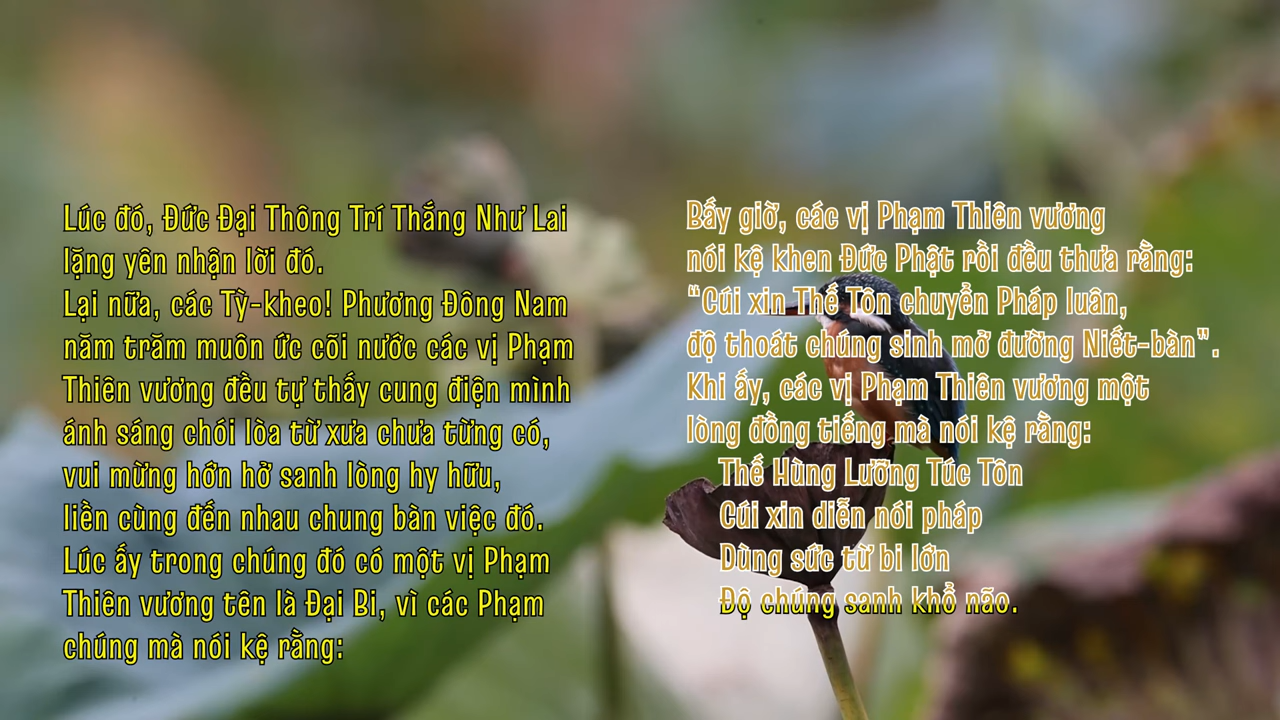 Bấy giờ, các vị Phạm Thiên vương
nói kệ khen Đức Phật rồi đều thưa rằng:
“Cúi xin Thế Tôn chuyển Pháp luân,
độ thoát chúng sinh mở đường Niết-bàn”.
Khi ấy, các vị Phạm Thiên vương một
lòng đồng tiếng mà nói kệ rằng:
Thế Hùng Lưỡng Túc Tôn
Cúi xin diễn nói pháp
Dùng sức từ bi lớn
Độ chúng sanh khổ não.
Lúc đó, Đức Đại Thông Trí Thắng Như Lai
lặng yên nhận lời đó.
Lại nữa, các Tỳ-kheo! Phương Đông Nam
năm trăm muôn ức cõi nước các vị Phạm
Thiên vương đều tự thấy cung điện mình
ánh sáng chói lòa từ xưa chưa từng có,
vui mừng hớn hở sanh lòng hy hữu,
liền cùng đến nhau chung bàn việc đó.
Lúc ấy trong chúng đó có một vị Phạm
Thiên vương tên là Đại Bi, vì các Phạm
chúng mà nói kệ rằng: